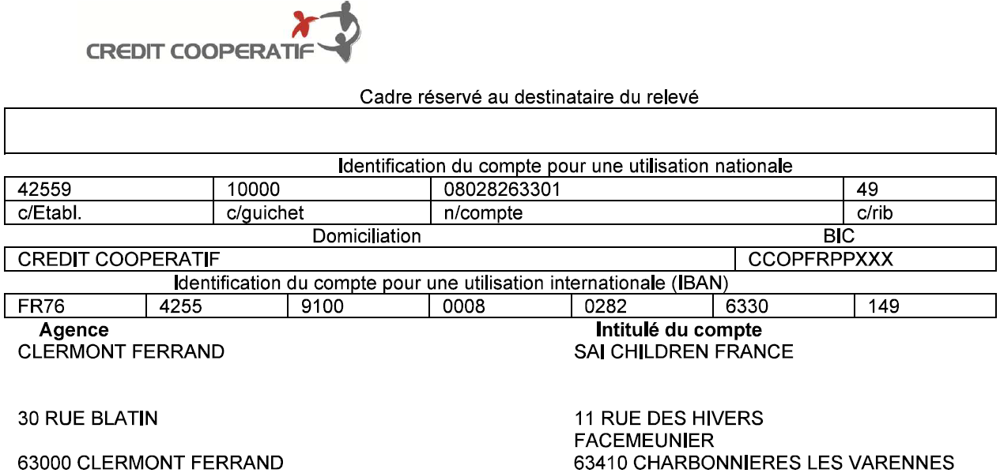 CREDIT COOPERATIF
Cadre réservé au destinataire du relevé
Identification du compte pour une utilisation nationale
42559 10000 08028263301 49
c/Etabl. c/guichet n/compte c/rib
Domiciliation BIC
CREDIT COOPERATIF CCOPFRPPXXX
Identification du compte pour une utilisation internationale (IBAN)
FR76 4255 9100 0008 0282 6330 149
Agence Intitulé du compte
CLERMONT FERRAND SAI CHILDREN FRANCE
30 RUE BLATIN 11 RUE DES HIVERS
FACEMEUNIER
63000 CLERMONT FERRAND 63410 CHARBONNIERES LES VARENNES